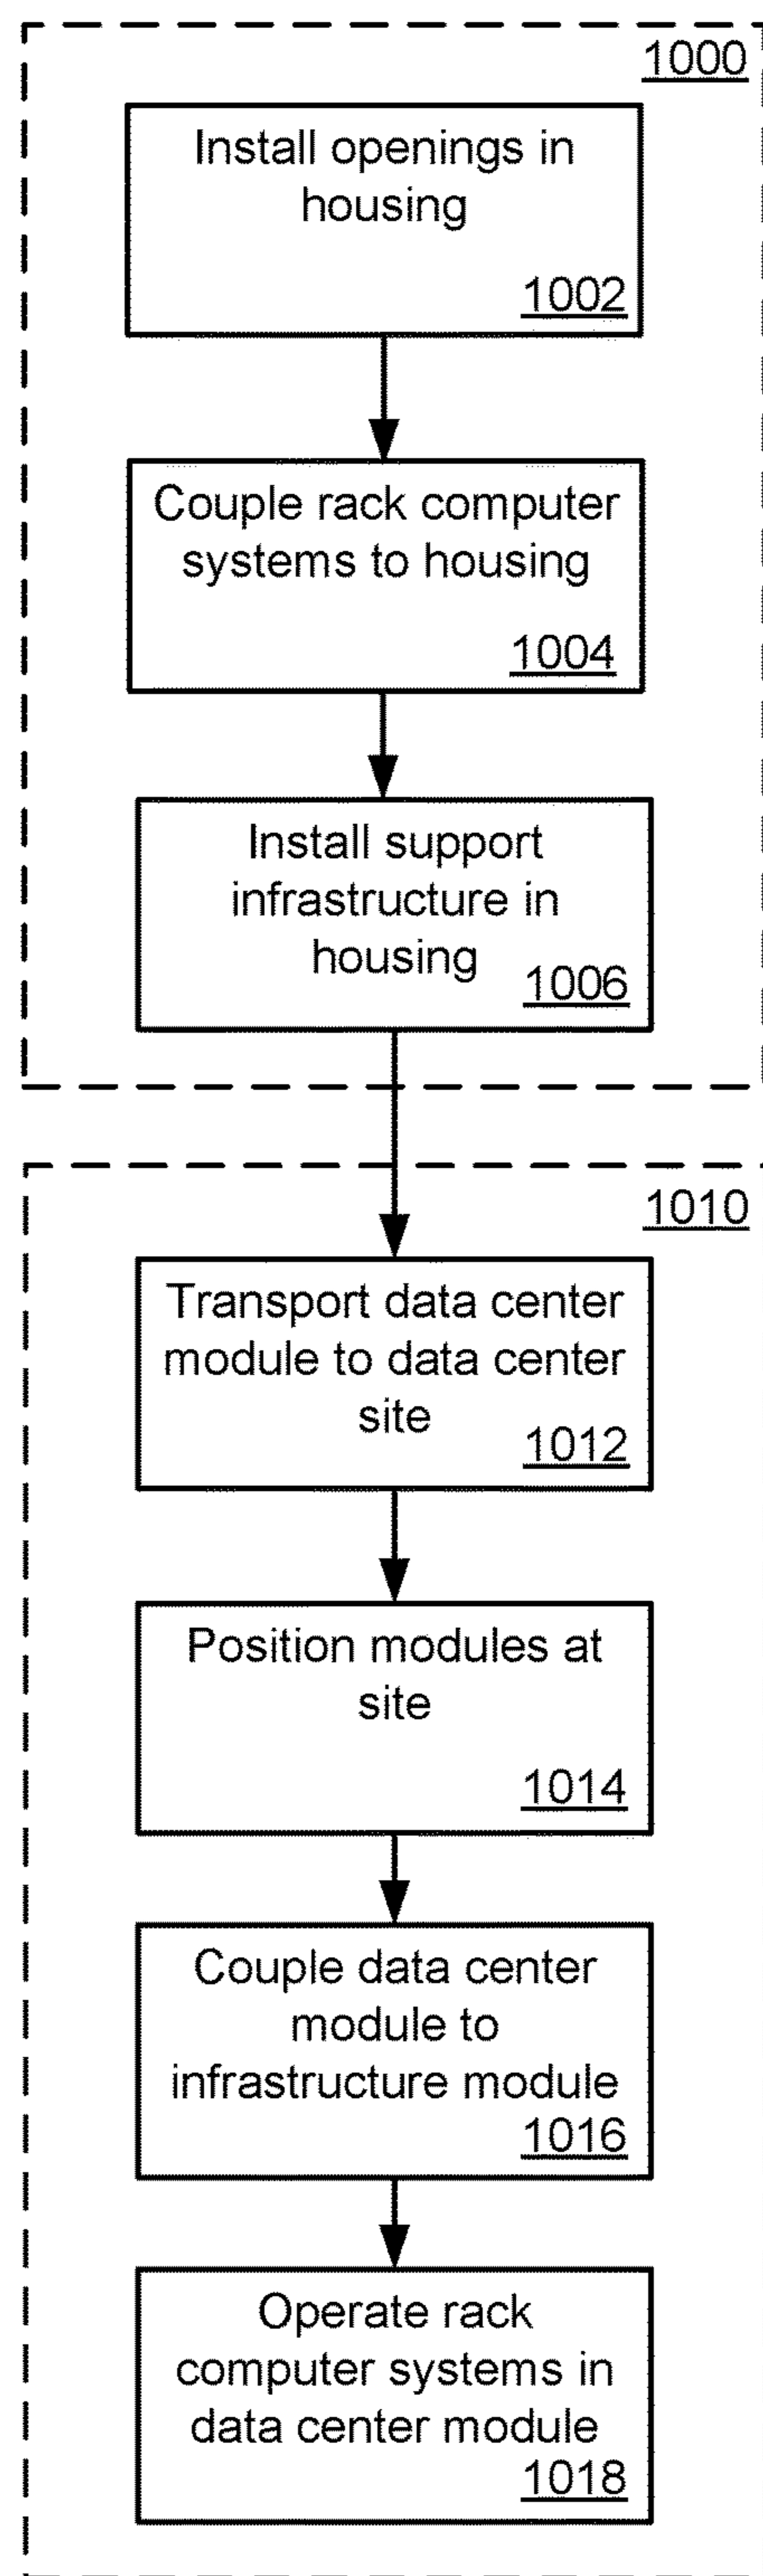 1000
Install openings in
housing
1002
Couple rack computer
systems to housing
1004
Install support
infrastructure in
housing
1006
1010
Transport data center
module to data center
site
1012
Position modules at
site
1014
Couple data center
module to
infrastructure module
1016
Operate rack
computer systems in
data center module
1018